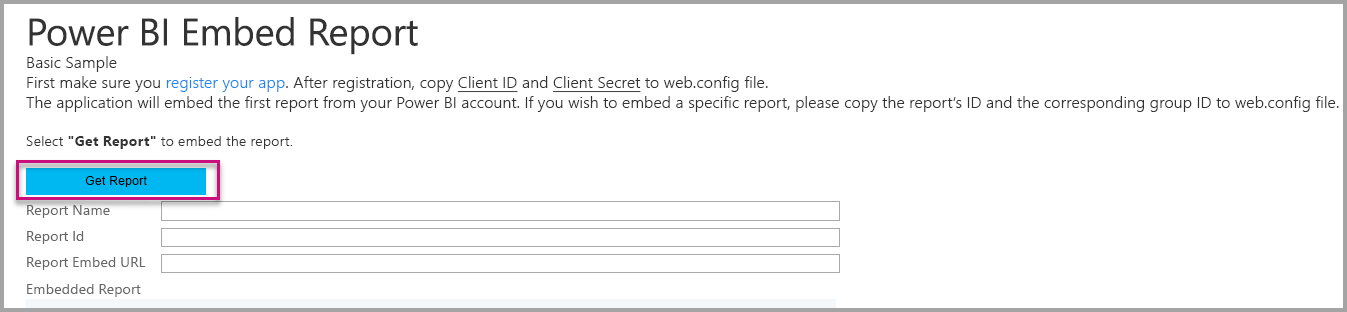 Power BI Embed Report
Basic Sample
First make sure you register your app. After registration, copy Client ID and Client Secret to web.config file.
The application will embed the first report from your Power BI account. If you wish to embed a specific report, please copy the report’s ID and the corresponding group ID to web.config file.
Select "Get Report" to embed the report.
Get Report
Report Name
Report Id
Report Embed URL
Embedded Report